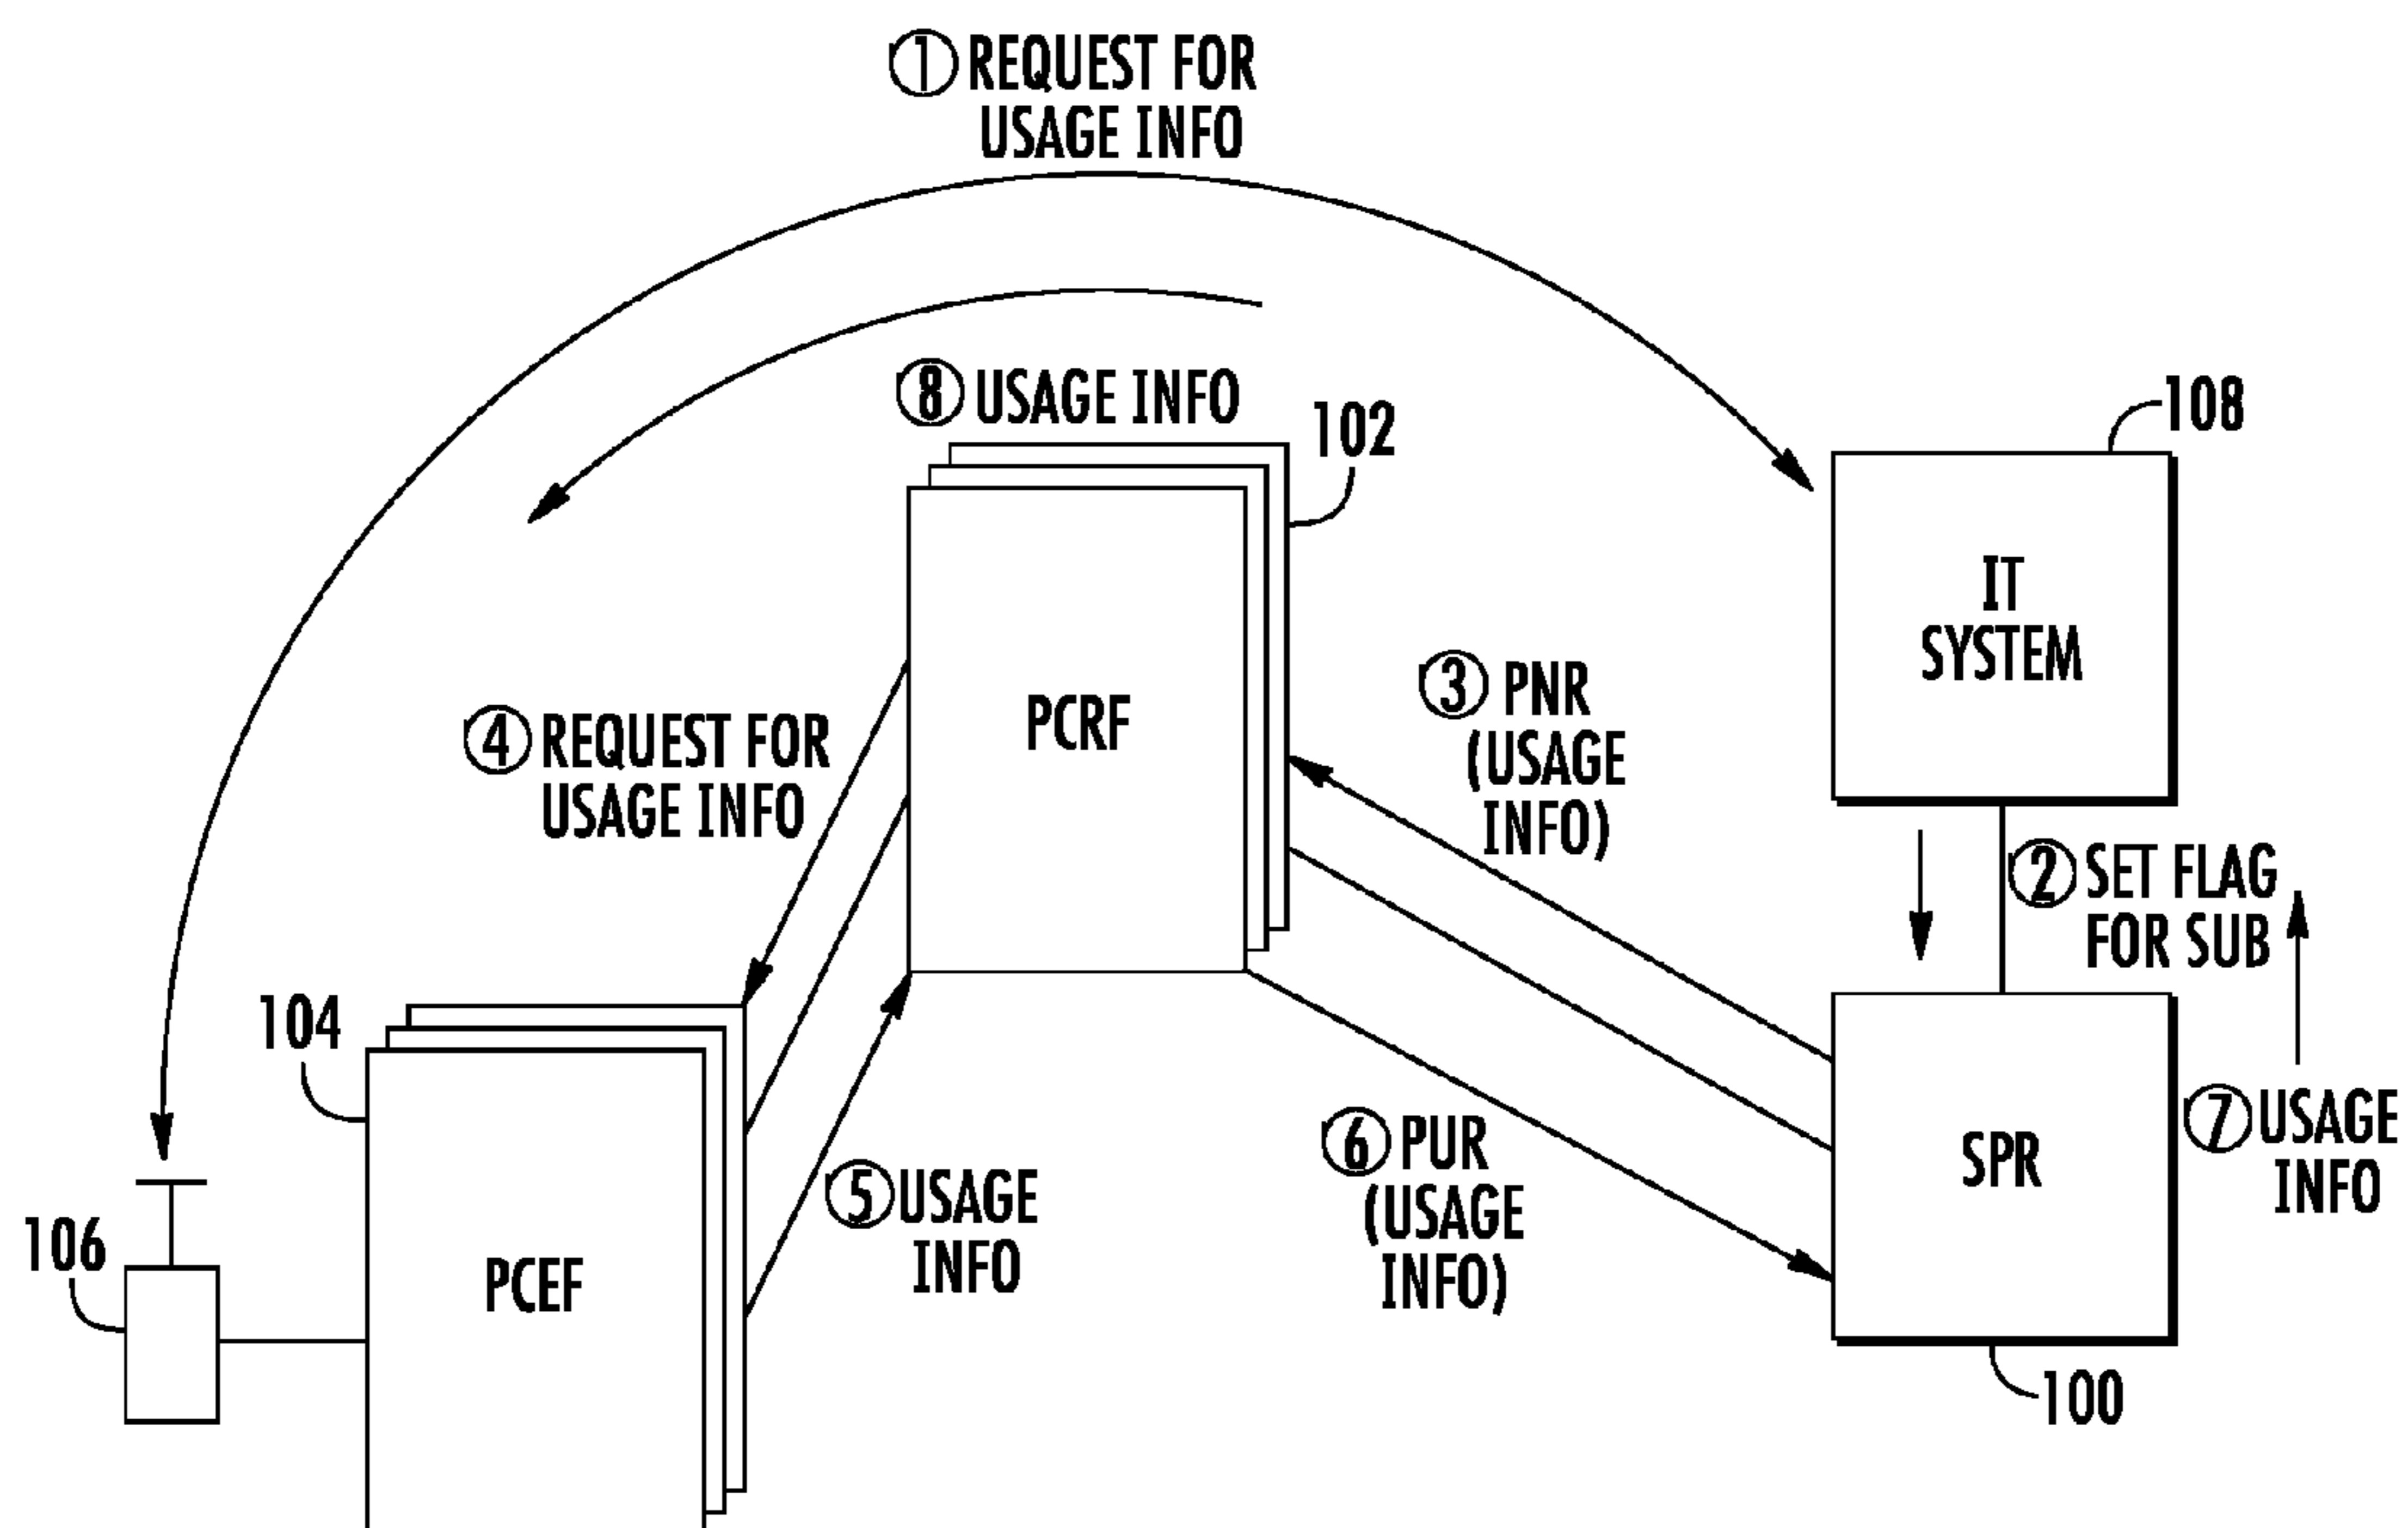 ① REQUEST FOR
USAGE INFO
⑧ USAGE INFO
102
108
IT
SYSTEM
③ PNR
(USAGE
INFO)
PCRF
④ REQUEST FOR
USAGE INFO
② SET FLAG
FOR SUB
104
⑦ USAGE
INFO
⑥ PUR
(USAGE
INFO)
SPR
⑤ USAGE
INFO
106
PCEF
100